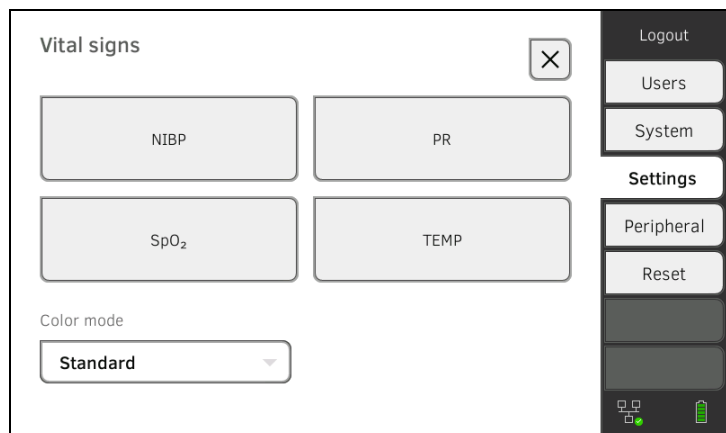 Vital signs
NIBP
PR
SpO₂
TEMP
Color mode
Standard
Logout
Users
System
Settings
Peripheral
Reset